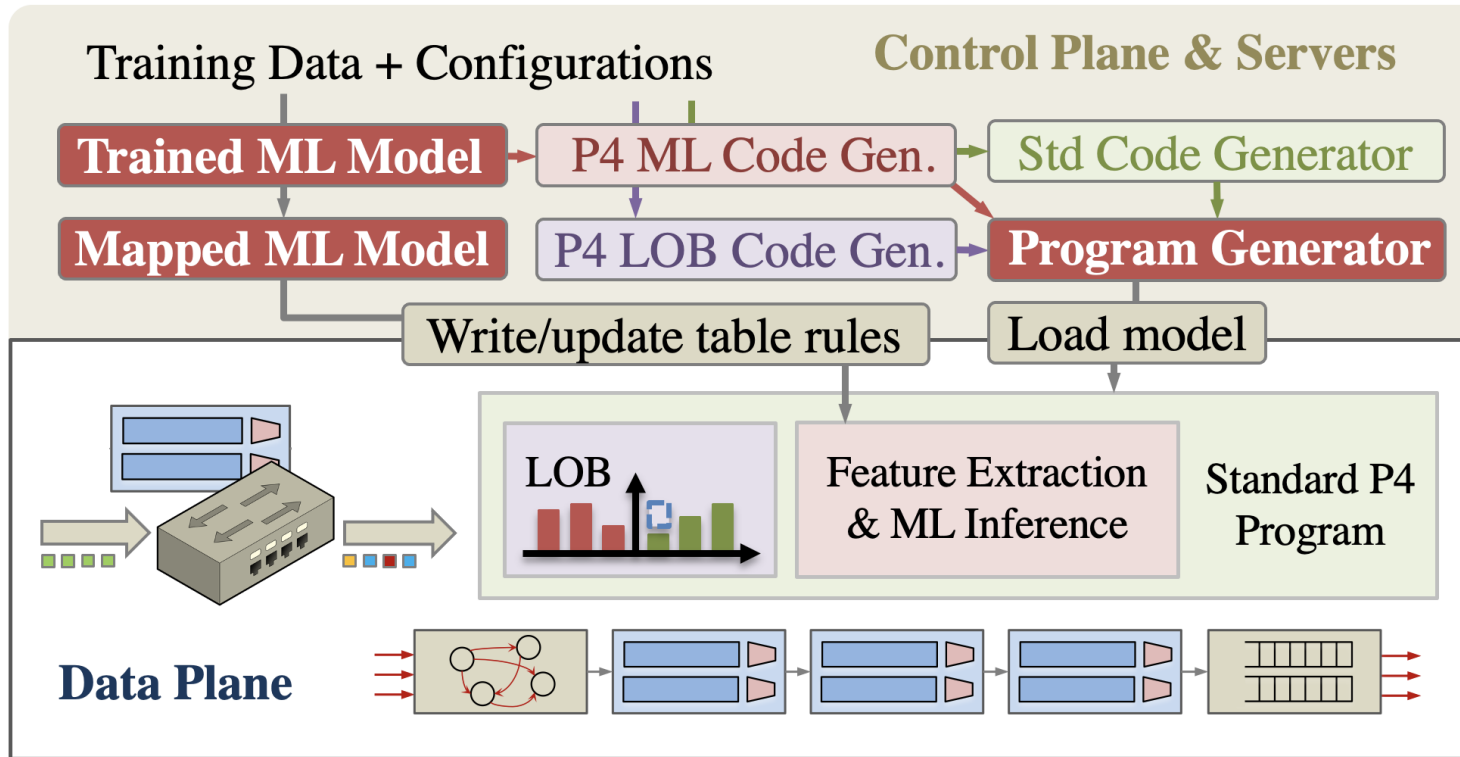 Control Plane & Servers
Training Data + Configurations
Trained ML Model
P4 ML Code Gen.
Std Code Generator
Mapped ML Model
P4 LOB Code Gen.
Program Generator
Write/update table rules
Load model
LOB
Feature Extraction
& ML Inference
Standard P4
Program
Data Plane